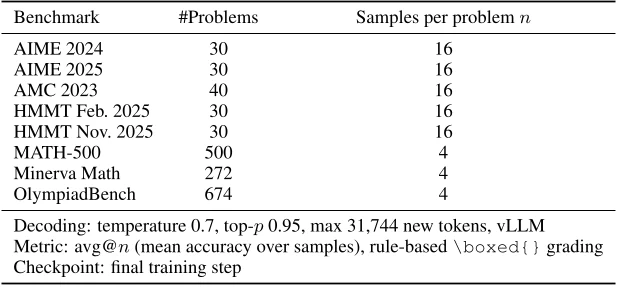 Benchmark #Problems Samples per problem n
AIME 2024 30 16
AIME 2025 30 16
AMC 2023 40 16
HMMT Feb. 2025 30 16
HMMT Nov. 2025 30 16
MATH-500 500 4
Minerva Math 272 4
OlympiadBench 674 4
Decoding: temperature 0.7, top-p 0.95, max 31,744 new tokens, vLLM
Metric: avg@n (mean accuracy over samples), rule-based \boxed{} grading
Checkpoint: final training step